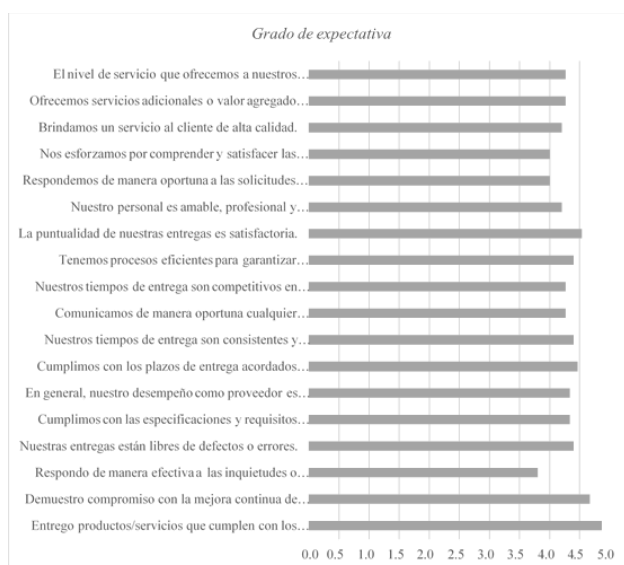 Grado de expectativa
El nivel de servicio que ofrecemos a nuestros…
Ofrecemos servicios adicionales o valor agregado…
Brindamos un servicio al cliente de alta calidad.
Nos esforzamos por comprender y satisfacer las…
Respondemos de manera oportuna a las solicitudes…
Nuestro personal es amable, profesional y…
La puntualidad de nuestras entregas es satisfactoria.
Tenemos procesos eficientes para garantizar…
Nuestros tiempos de entrega son competitivos en…
Comunicamos de manera oportuna cualquier…
Nuestros tiempos de entrega son consistentes y…
Cumplimos con los plazos de entrega acordados…
En general, nuestro desempeño como proveedor es…
Cumplimos con las especificaciones y requisitos…
Nuestras entregas están libres de defectos o errores.
Respondo de manera efectiva a las inquietudes o…
Demuestro compromiso con la mejora continua de…
Entrego productos/servicios que cumplen con los…
0.0 0.5 1.0 1.5 2.0 2.5 3.0 3.5 4.0 4.5 5.0